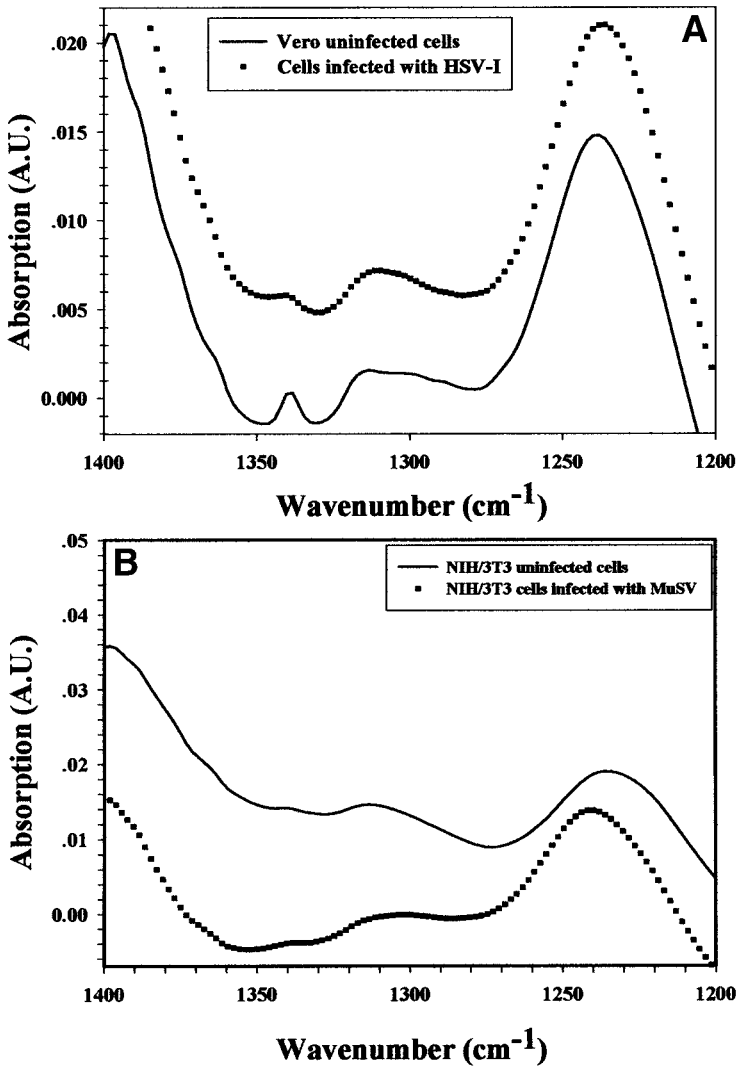 A
Vero uninfected cells
Cells infected with HSV-I
.020
.015
.010
.005
0.000
Absorption (A.U.)
1400 1350 1300 1250 1200
Wavenumber (cm-1)
B
NIH/3T3 uninfected cells
NIH/3T3 cells infected with MuSV
.05
.04
.03
.02
.01
0.00
Absorption (A.U.)
1400 1350 1300 1250 1200
Wavenumber (cm-1)